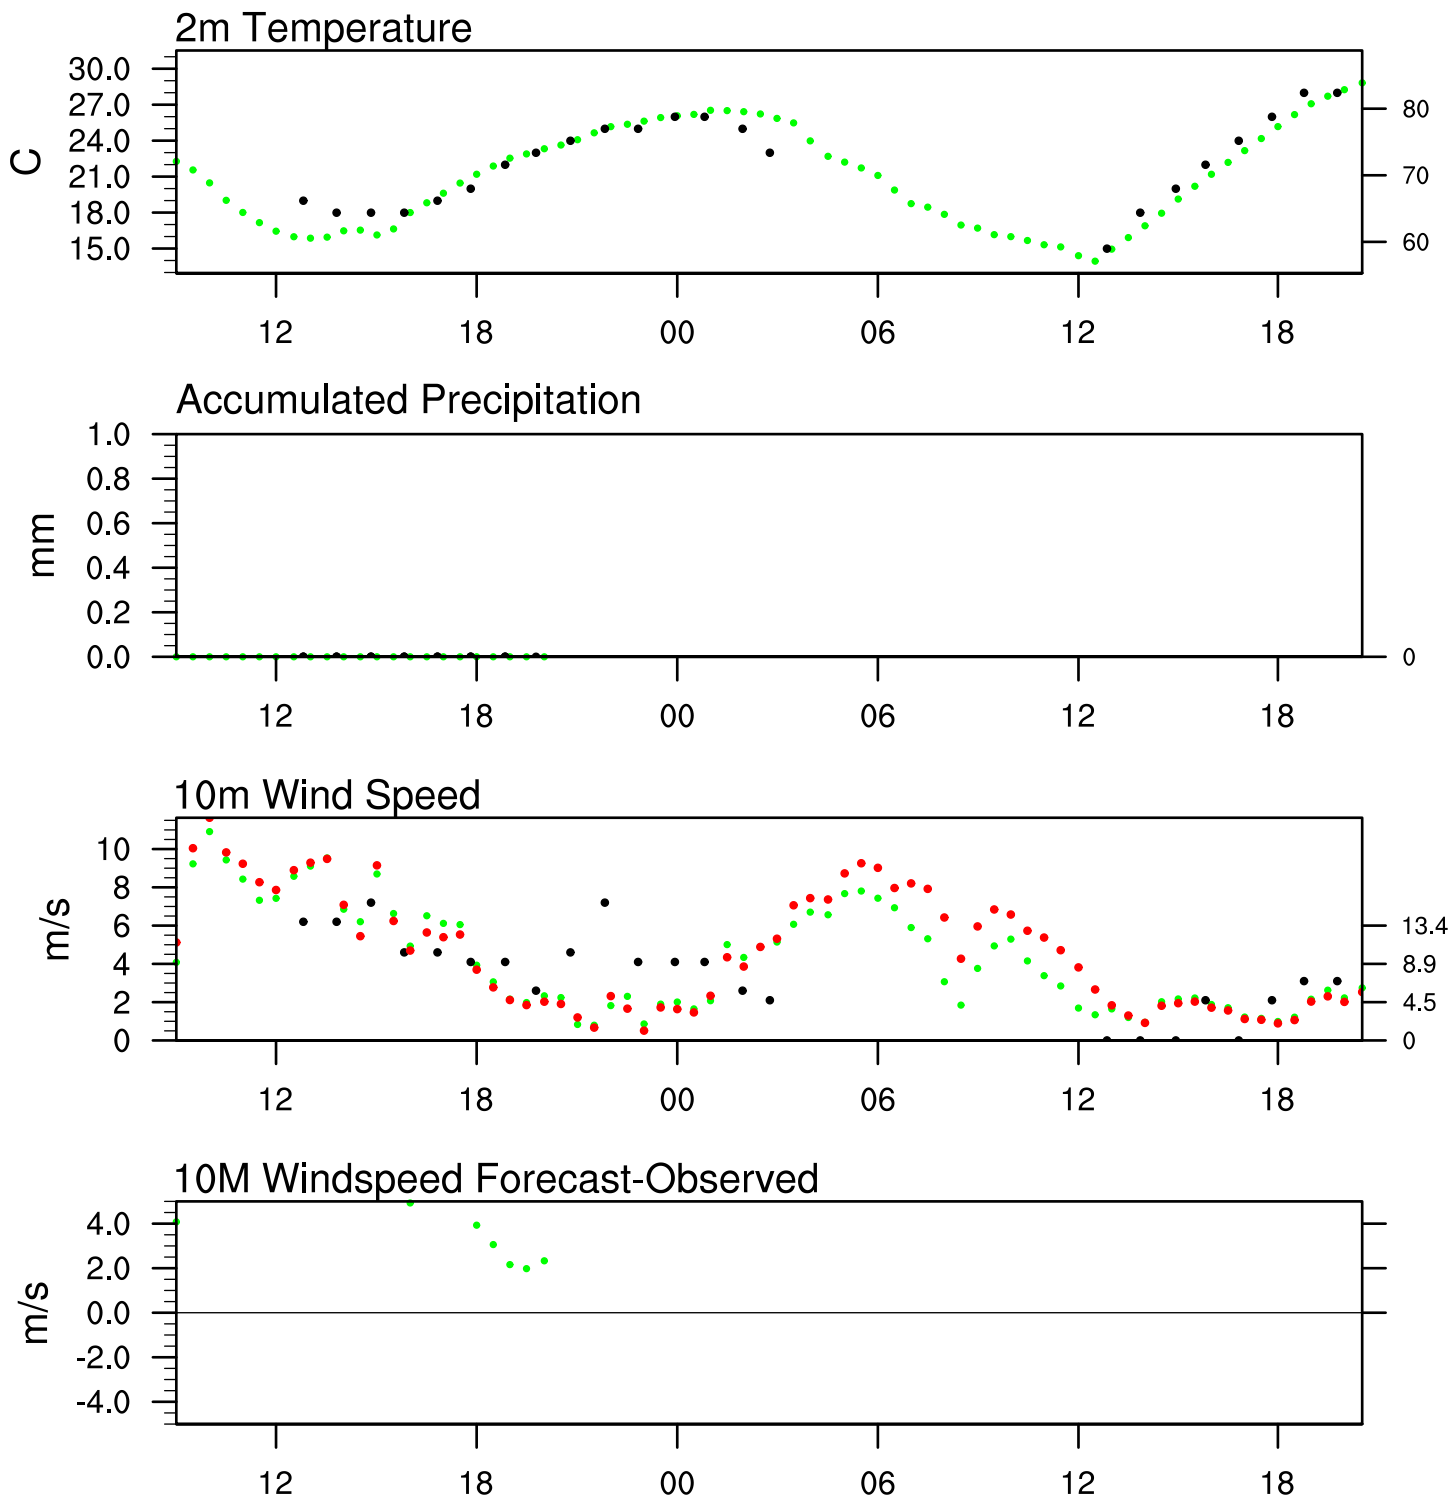 2m Temperature
30.0
27.0
24.0
21.0
18.0
15.0
C
80
70
60
12 18 00 06 12 18
Accumulated Precipitation
1.0
0.8
0.6
0.4
0.2
0.0
mm
0
12 18 00 06 12 18
10m Wind Speed
10
8
6
4
2
0
m/s
13.4
8.9
4.5
0
12 18 00 06 12 18
10M Windspeed Forecast-Observed
4.0
2.0
0.0
-2.0
-4.0
m/s
12 18 00 06 12 18